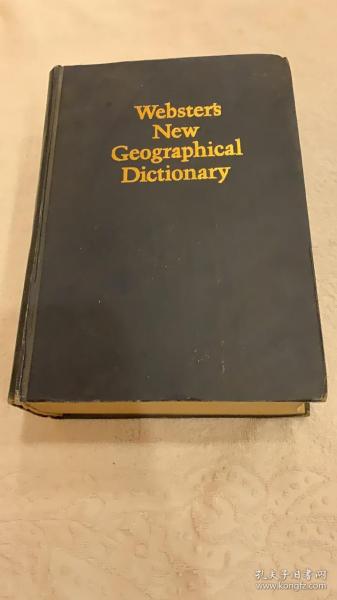 Webster's
New
Geographical
Dictionary
孔夫子旧书网
www.kongfz.com